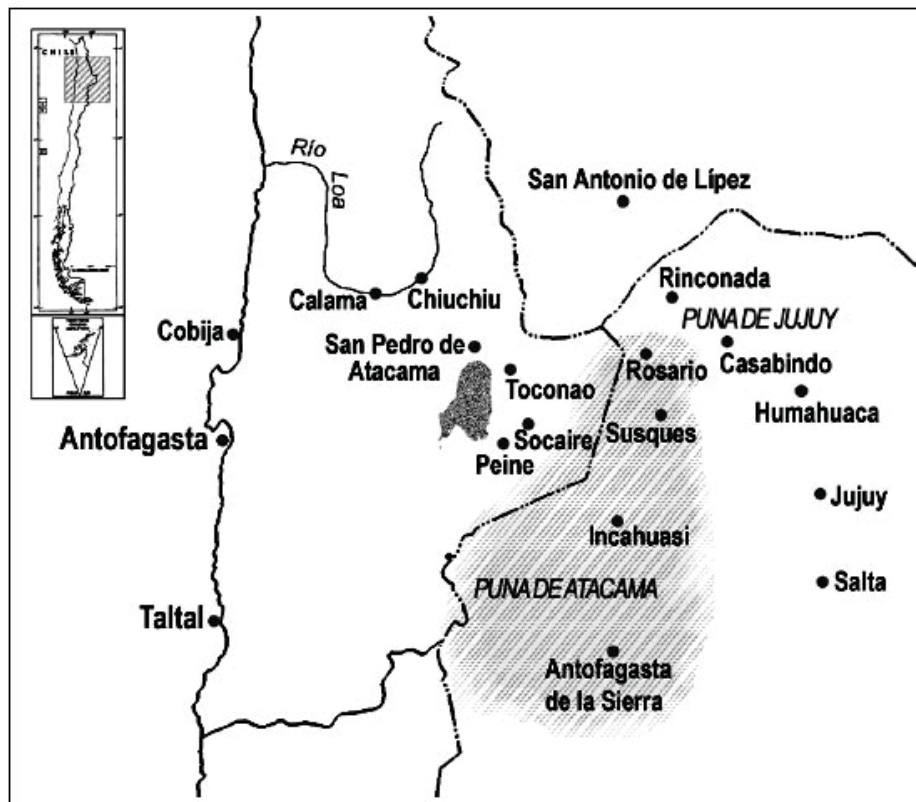 CHILE
Río
Loa
San Antonio de Lípez
Rinconada
Calama
Chiuchiu
PUNA DE JUJUY
Cobija
San Pedro de
Atacama
Casabindo
Rosario
Toconao
Humahuaca
Antofagasta
Socaire
Susques
Peine
Jujuy
Incahuasi
PUNA DE ATACAMA
Salta
Taltal
Antofagasta
de la Sierra